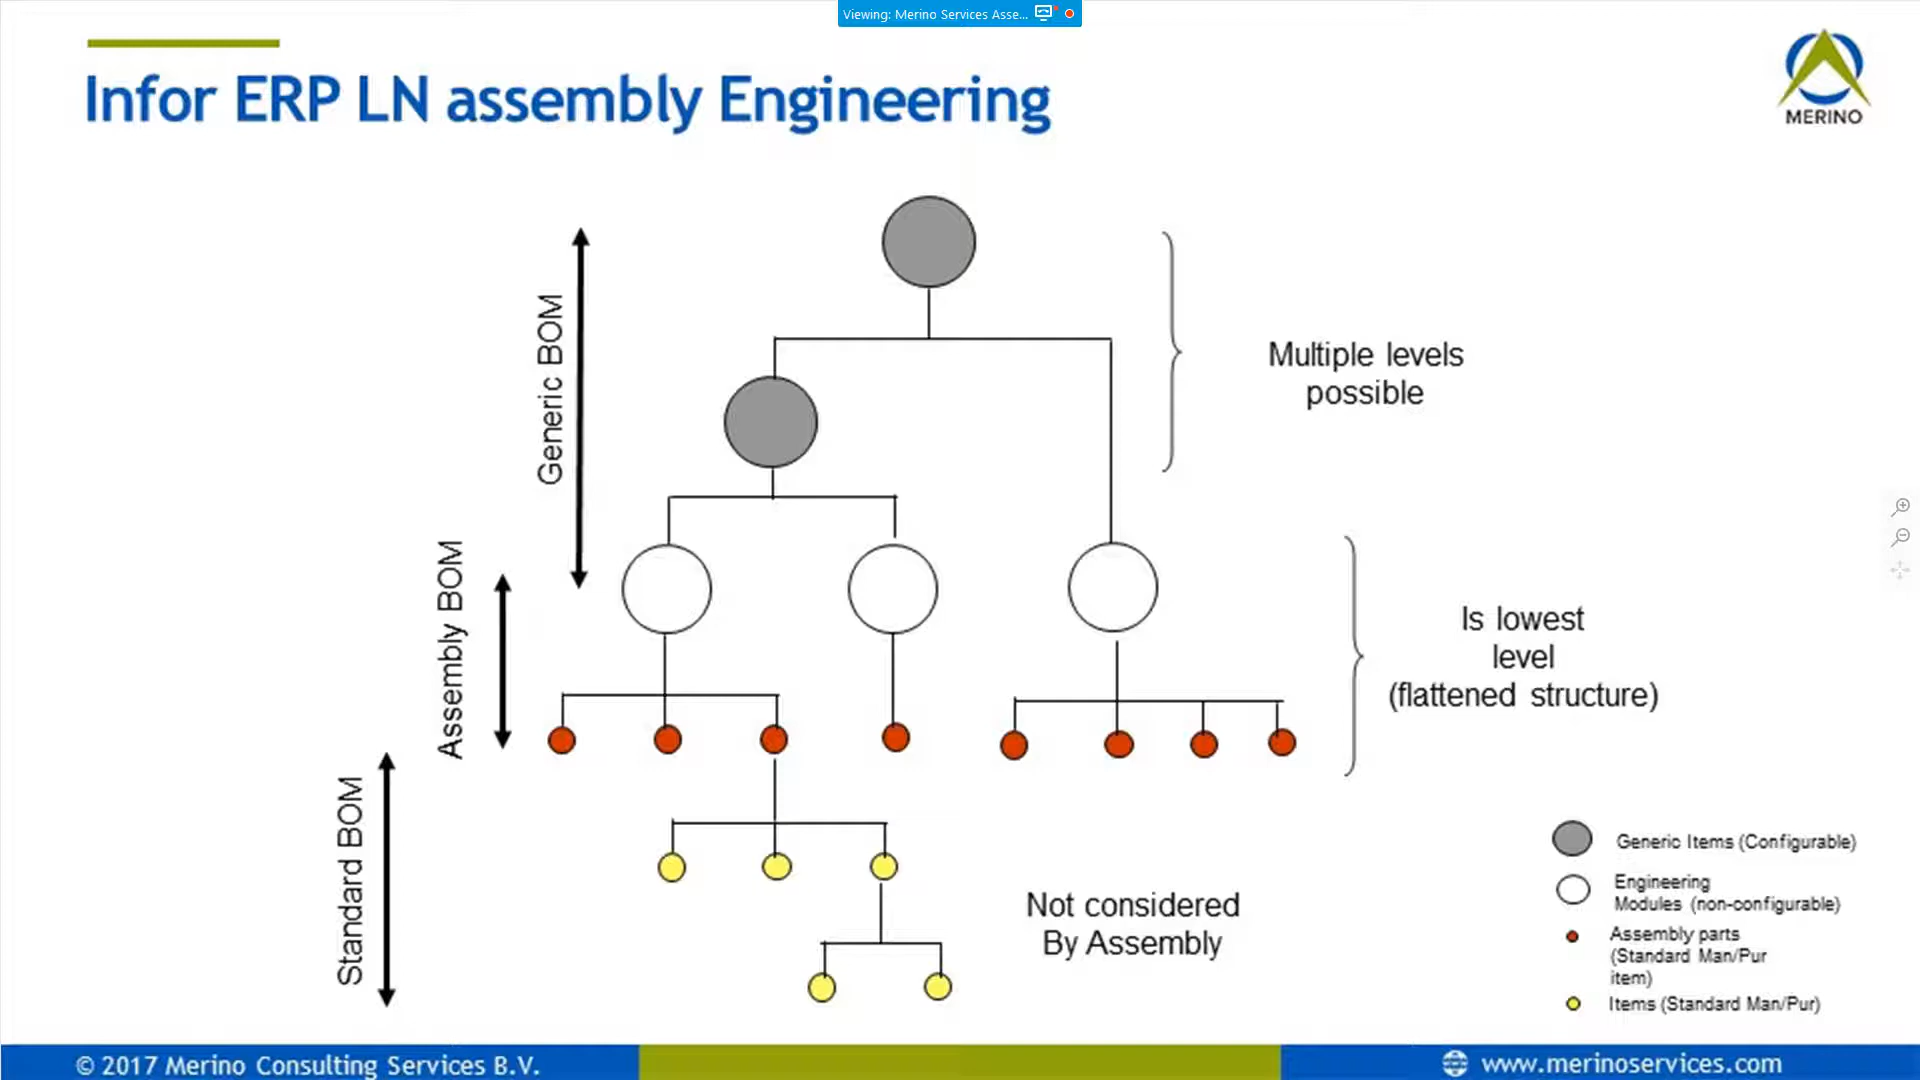 Viewing: Merino Services Asse...
Infor ERP LN assembly Engineering
MERINO
Generic BOM
Multiple levels
possible
Assembly BOM
Is lowest
level
(flattened structure)
Standard BOM
Not considered
By Assembly
Generic Items (Configurable)
Engineering
Modules (non-configurable)
Assembly parts
(Standard Man/Pur
item)
Items (Standard Man/Pur)
© 2017 Merino Consulting Services B.V.
www.merinoservices.com